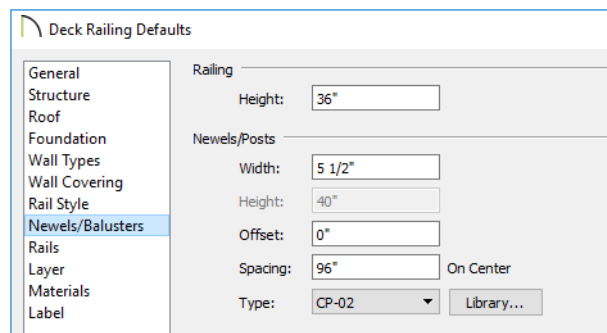 Deck Railing Defaults
General
Structure
Roof
Foundation
Wall Types
Wall Covering
Rail Style
Newels/Balusters
Rails
Layer
Materials
Label
Railing
Height: 36"
Newels/Posts
Width: 5 1/2"
Height: 40"
Offset: 0"
Spacing: 96" On Center
Type: CP-02 Library...